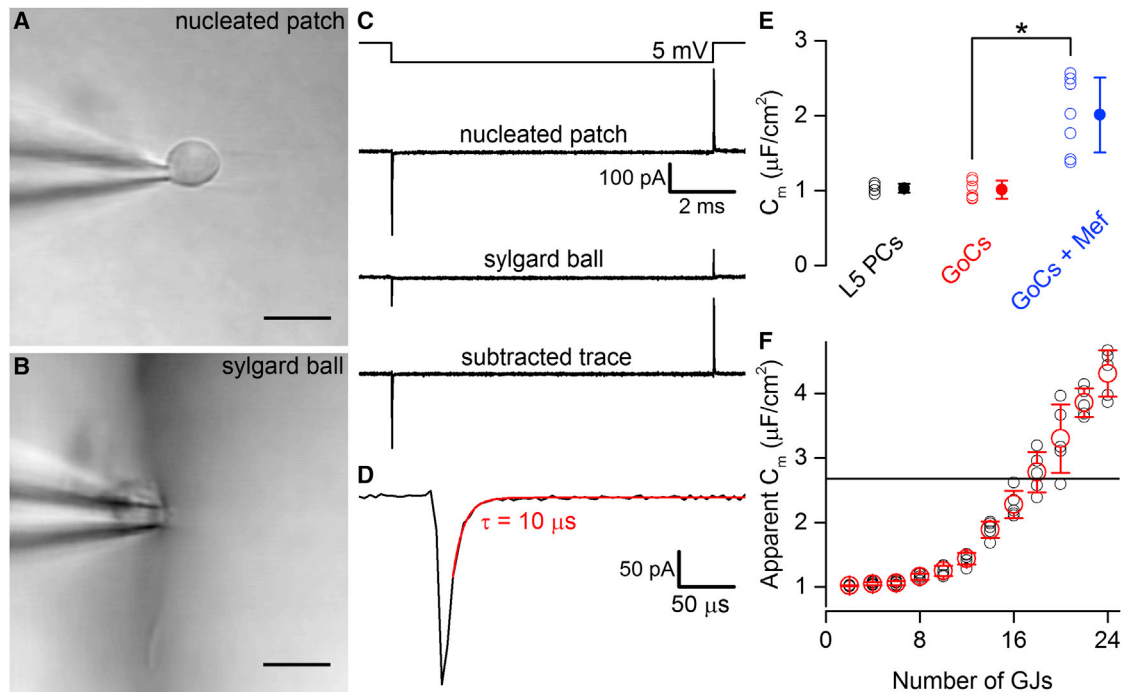 A
nucleated patch
B
sylgard ball
C
5 mV
nucleated patch
100 pA
2 ms
sylgard ball
subtracted trace
D
τ = 10 μs
50 pA
50 μs
E
*
3
2
1
0
Cm (μF/cm²)
L5 PCs
GoCs
GoCs + Mef
F
4
3
2
1
Apparent Cm (μF/cm²)
0
8
16
24
Number of GJs